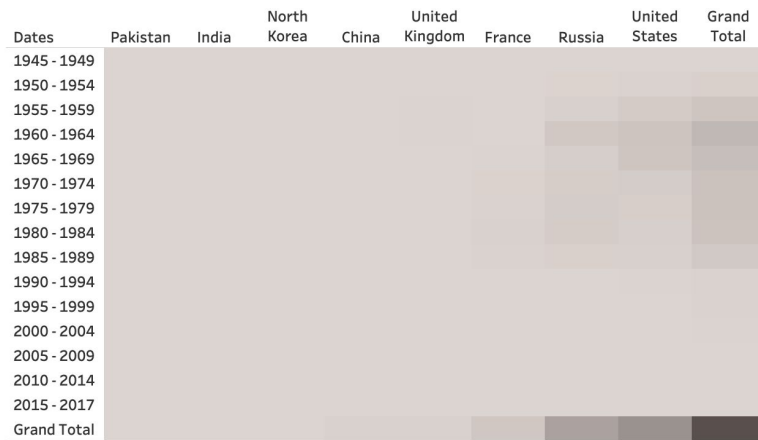 North
United
United
Grand
Dates
Pakistan
India
Korea
China
Kingdom
France
Russia
States
Total
1945 - 1949
1950 - 1954
1955 - 1959
1960 - 1964
1965 - 1969
1970 - 1974
1975 - 1979
1980 - 1984
1985 - 1989
1990 - 1994
1995 - 1999
2000 - 2004
2005 - 2009
2010 - 2014
2015 - 2017
Grand Total